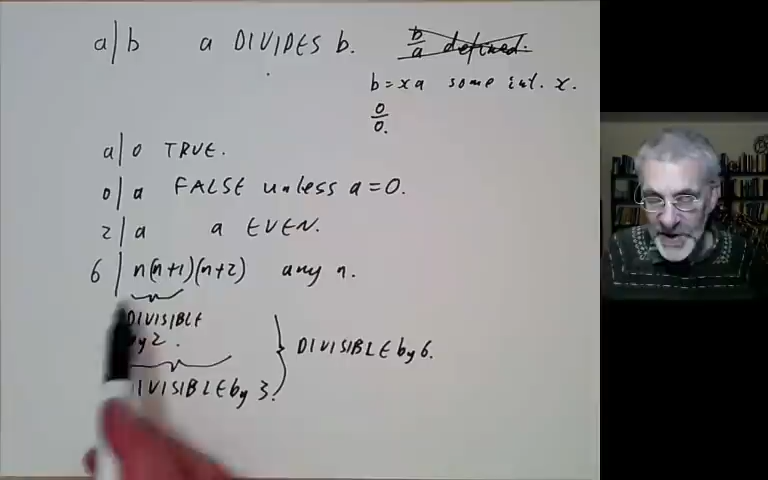 a | b a DIVIDES b. b/a defined.
b = xa some int. x.
0/0.
a | 0 TRUE.
0 | a FALSE unless a = 0.
2 | a a EVEN.
6 | n(n+1)(n+2) any n.
DIVISIBLE
by 2.
DIVISIBLE by 3.
} DIVISIBLE by 6.